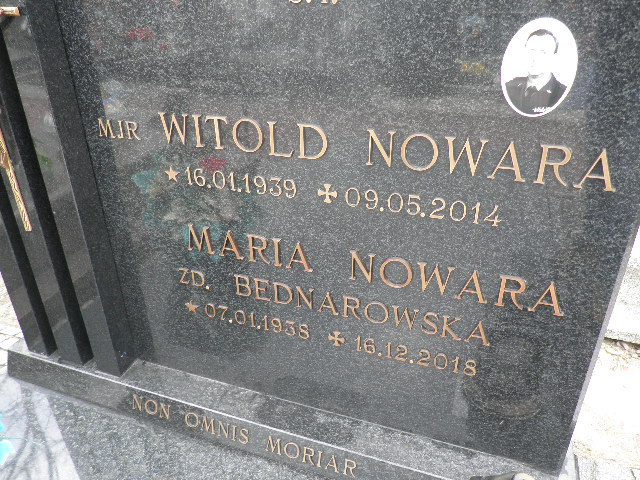 Ś.P.
MJR WITOLD NOWARA
★16.01.1939 ✠09.05.2014
MARIA NOWARA
ZD. BEDNAROWSKA
★07.01.1938 ✠16.12.2018
NON OMNIS MORIAR